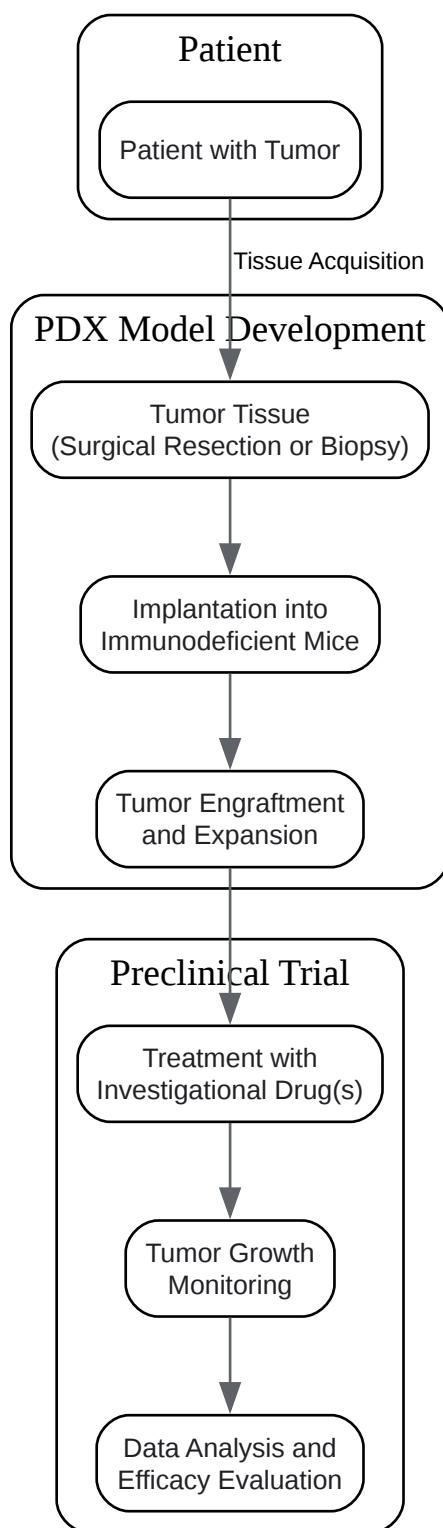 Patient
Patient with Tumor
Tissue Acquisition
PDX Model Development
Tumor Tissue
(Surgical Resection or Biopsy)
Implantation into
Immunodeficient Mice
Tumor Engraftment
and Expansion
Preclinical Trial
Treatment with
Investigational Drug(s)
Tumor Growth
Monitoring
Data Analysis and
Efficacy Evaluation